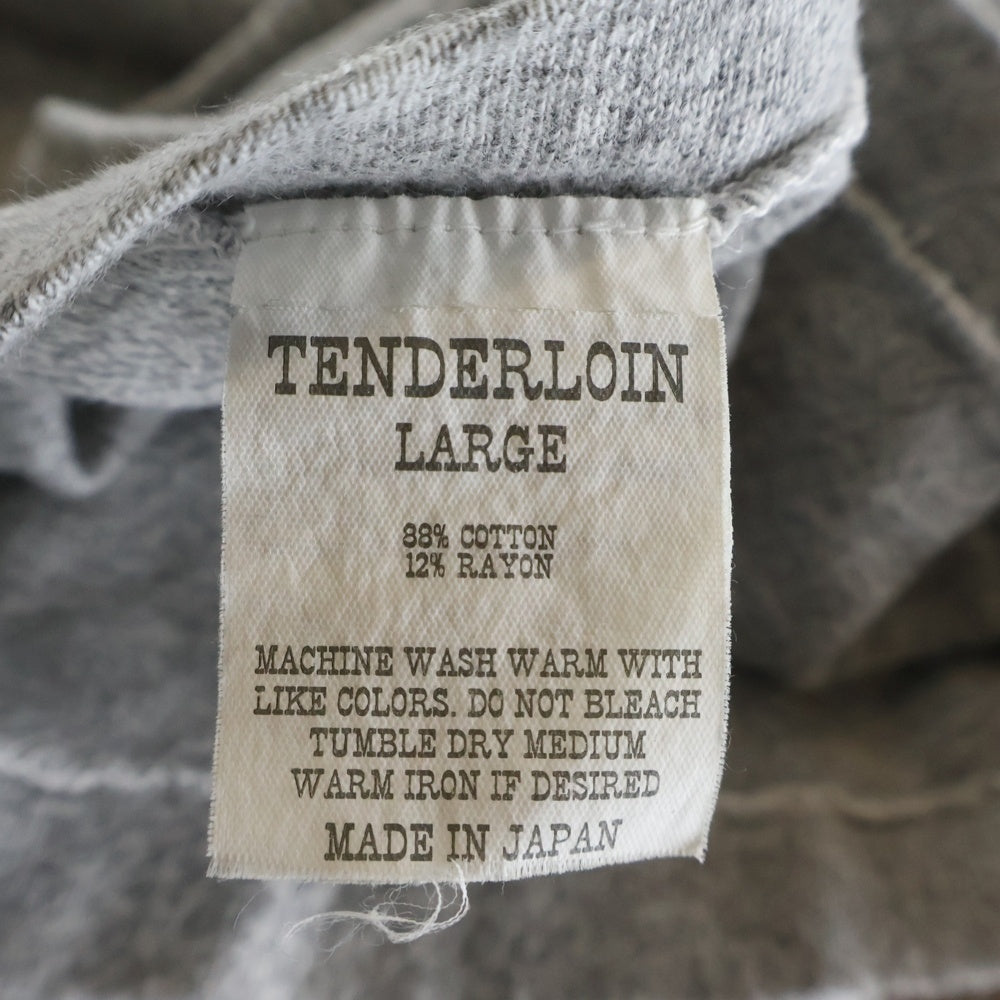 TENDERLOIN
LARGE
88% COTTON
12% RAYON
MACHINE WASH WARM WITH
LIKE COLORS. DO NOT BLEACH
TUMBLE DRY MEDIUM
WARM IRON IF DESIRED
MADE IN JAPAN